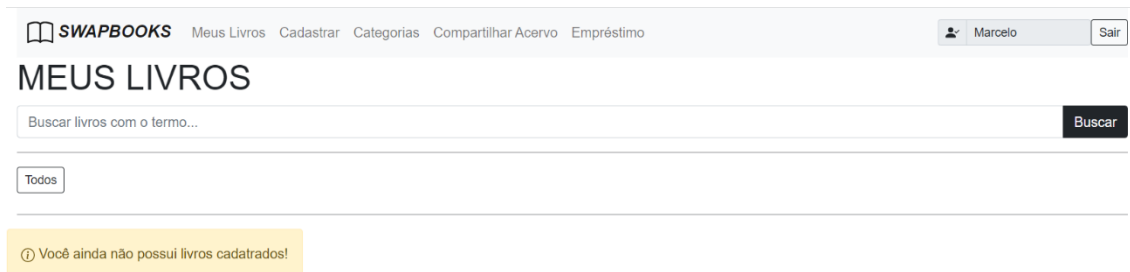 SWAPBOOKS Meus Livros Cadastrar Categorias Compartilhar Acervo Empréstimo Marcelo Sair
MEUS LIVROS
Buscar livros com o termo... Buscar
Todos
Você ainda não possui livros cadatrados!